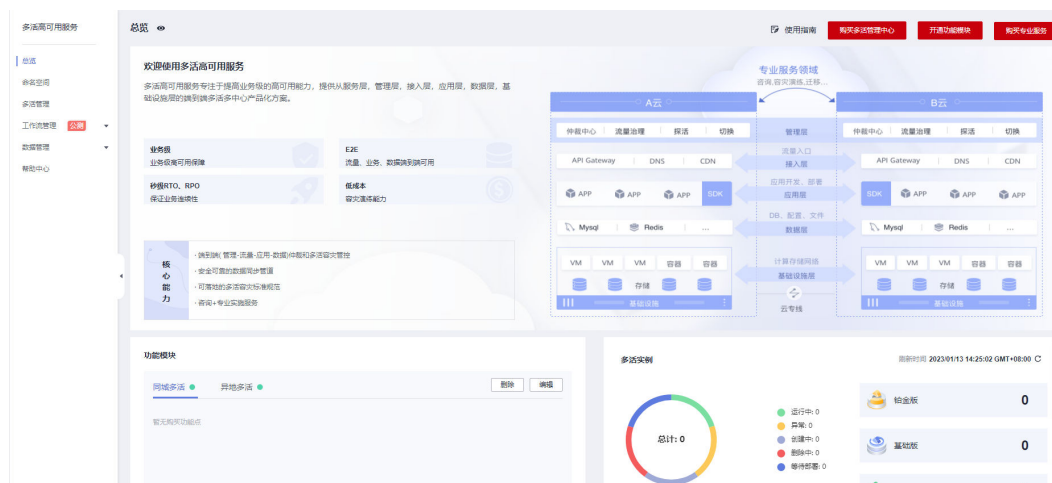 多活高可用服务
总览
命名空间
多活管理
工作流管理 公测
数据管理
帮助中心
总览
使用指南
购买多活管理中心
开通功能模块
购买专业服务
欢迎使用多活高可用服务
多活高可用服务专注于提高业务级的高可用能力，提供从服务层，管理层，接入层，应用层，数据层，基
础设施层的端到端多活多中心产品化方案。
业务级
业务级高可用保障
E2E
流量、业务、数据端到端可用
秒级RTO、RPO
保证业务连续性
低成本
容灾演练能力
核心能力
·端到端( 管理-流量-应用-数据)仲裁和多活容灾管控
·安全可靠的数据同步管道
·可落地的多活容灾标准规范
·咨询+专业实施服务
专业服务领域
咨询,容灾演练,迁移...
A云
B云
仲裁中心 流量治理 探活 切换
管理层
仲裁中心 流量治理 探活 切换
流量入口
API Gateway DNS CDN
接入层
API Gateway DNS CDN
应用开发、部署
APP APP APP SDK
应用层
SDK APP APP APP
DB、配置、文件
Mysql Redis ...
数据层
Mysql Redis ...
VM VM VM 容器 容器
计算存储网络
VM VM VM 容器 容器
基础设施层
存储
存储
基础设施
云专线
基础设施
功能模块
同城多活
异地多活
删除
编辑
暂无购买功能点
多活实例
刷新时间 2023/01/13 14:25:02 GMT+08:00
总计: 0
运行中: 0
异常: 0
创建中: 0
删除中: 0
等待部署: 0
铂金版 0
基础版 0